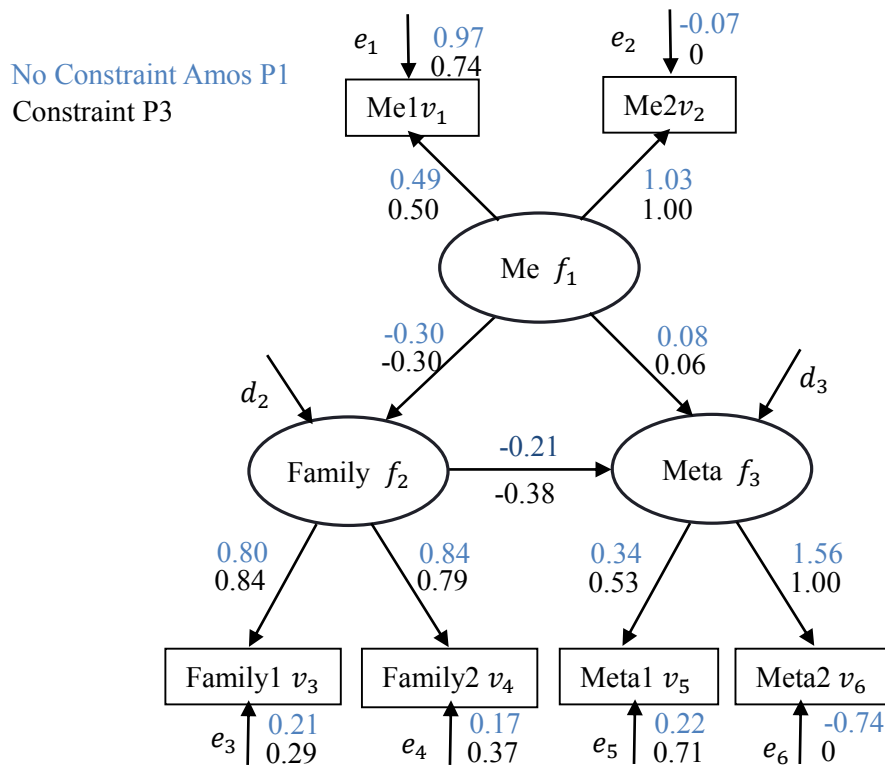 e₁ 0.97
0.74
e₂ -0.07
0
No Constraint Amos P1
Constraint P3
Me1v₁
Me2v₂
0.49
0.50
1.03
1.00
Me f₁
-0.30
-0.30
0.08
0.06
d₂
d₃
Family f₂
-0.21
-0.38
Meta f₃
0.80
0.84
0.84
0.79
0.34
0.53
1.56
1.00
Family1 v₃
Family2 v₄
Meta1 v₅
Meta2 v₆
e₃ 0.21
0.29
e₄ 0.17
0.37
e₅ 0.22
0.71
e₆ -0.74
0